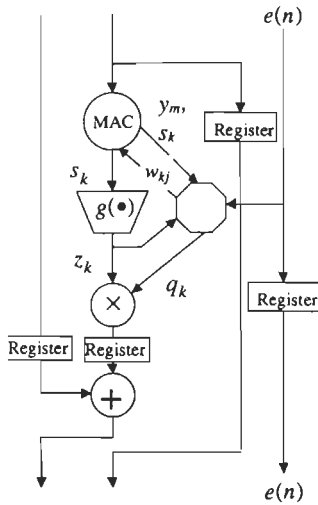 e(n)
y_m,
MAC
s_k
Register
w_kj
s_k
g(•)
z_k
q_k
×
Register
Register
Register
+
e(n)